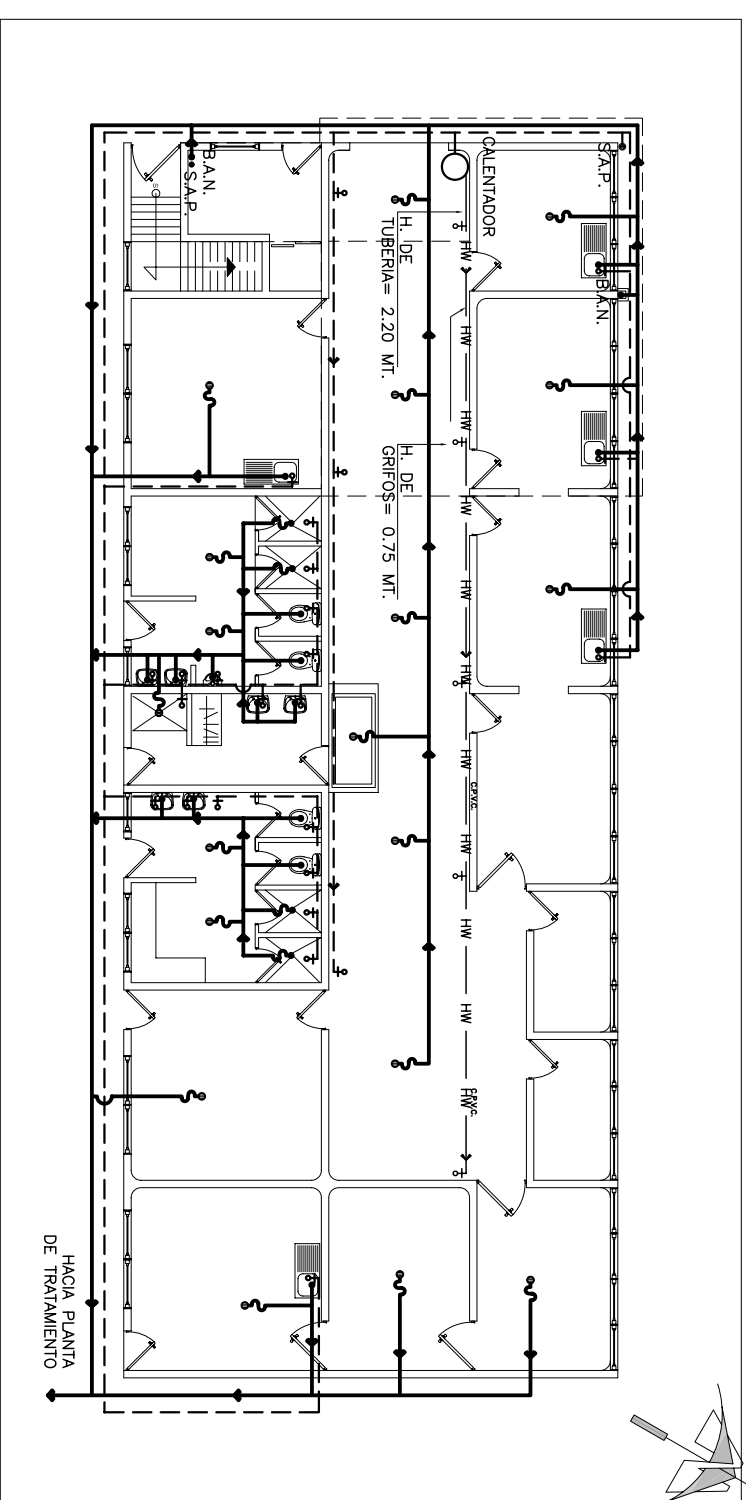 CALENTADOR
S.A.P.
B.A.N.
B.A.N.
S.A.P.
S
H. DE
TUBERIA= 2.20 MT.
H. DE
GRIFOS= 0.75 MT.
HW
HW
HW
HW
HW
HW
HW
C.P.V.C.
HW
HW
HW
HW
C.P.V.C.
HACIA PLANTA
DE TRATAMIENTO